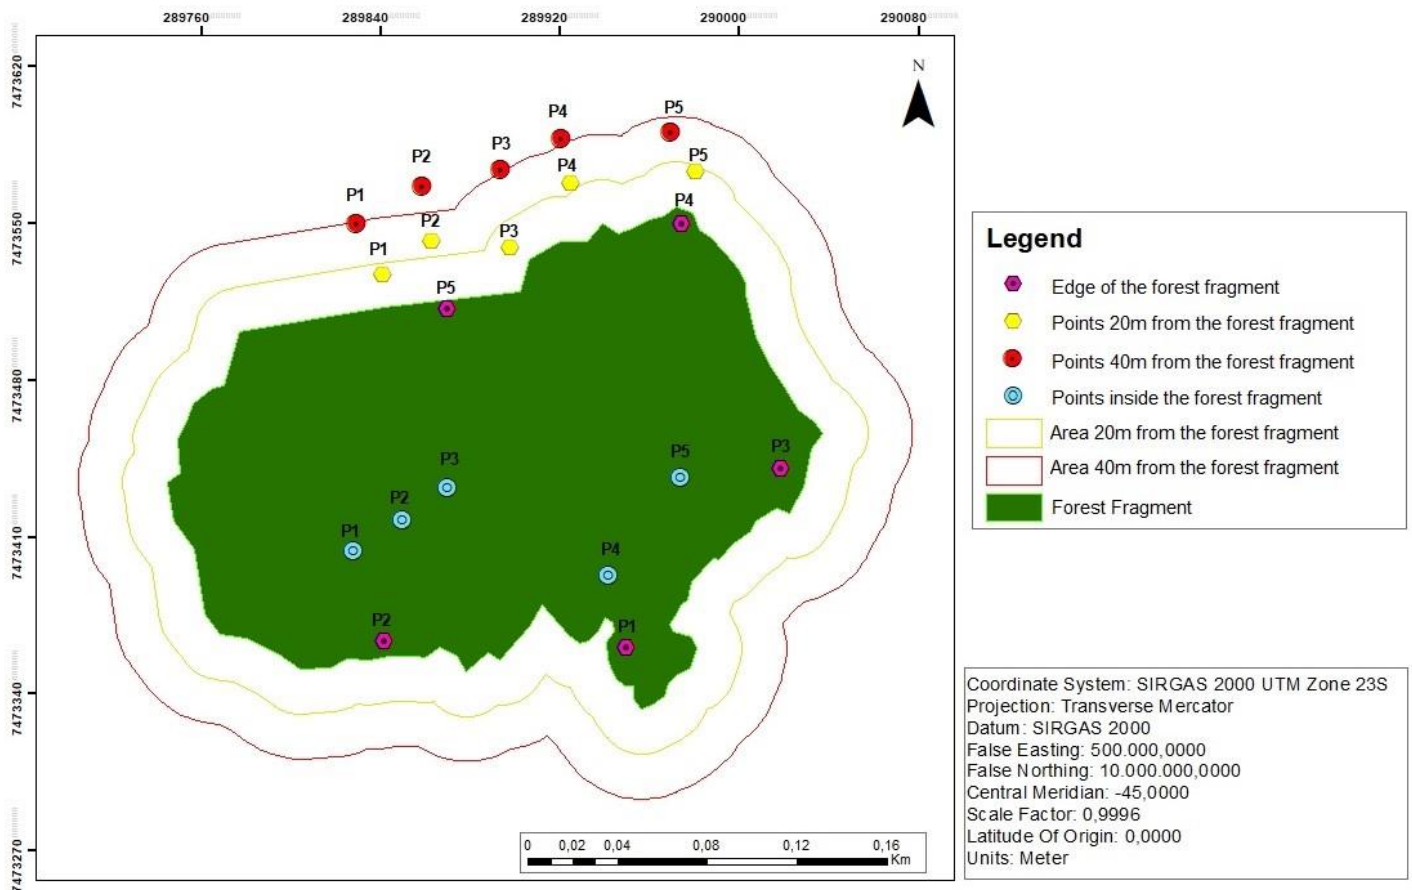 289760
289840
289920
290000
290080
7473620
7473550
7473480
7473410
7473340
7473270
N
P5
P4
P3
P2
P1
P5
P4
P2
P3
P1
P4
P5
P3
P5
P3
P2
P1
P4
P2
P1
Legend
Edge of the forest fragment
Points 20m from the forest fragment
Points 40m from the forest fragment
Points inside the forest fragment
Area 20m from the forest fragment
Area 40m from the forest fragment
Forest Fragment
Coordinate System: SIRGAS 2000 UTM Zone 23S
Projection: Transverse Mercator
Datum: SIRGAS 2000
False Easting: 500.000,0000
False Northing: 10.000.000,0000
Central Meridian: -45,0000
Scale Factor: 0,9996
Latitude Of Origin: 0,0000
Units: Meter
0 0,02 0,04 0,08 0,12 0,16
Km